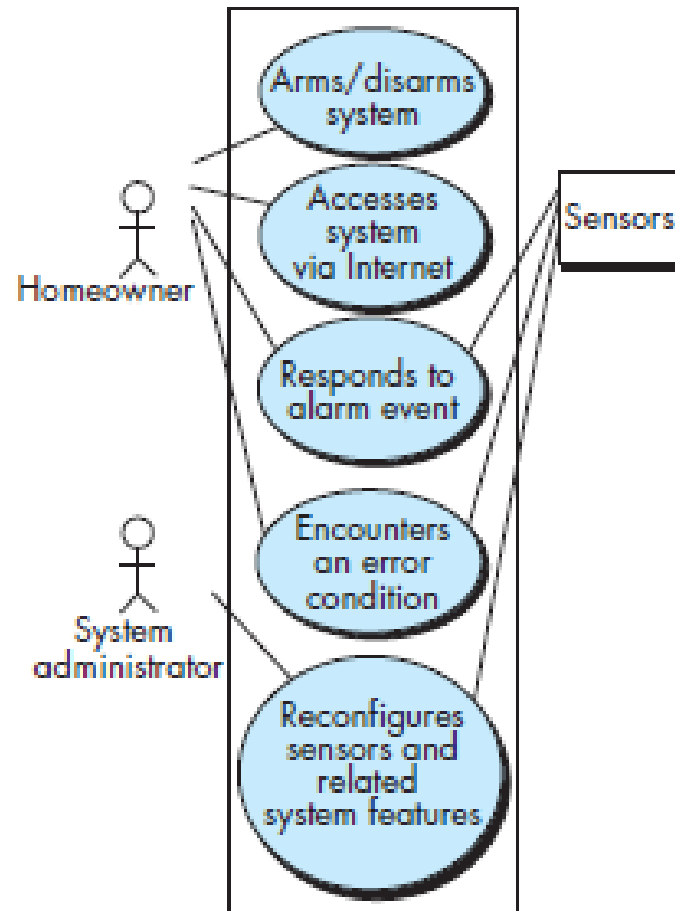 Arms/disarms
system
Accesses
system
via Internet
Sensors
Homeowner
Responds to
alarm event
Encounters
an error
condition
System
administrator
Reconfigures
sensors and
related
system features